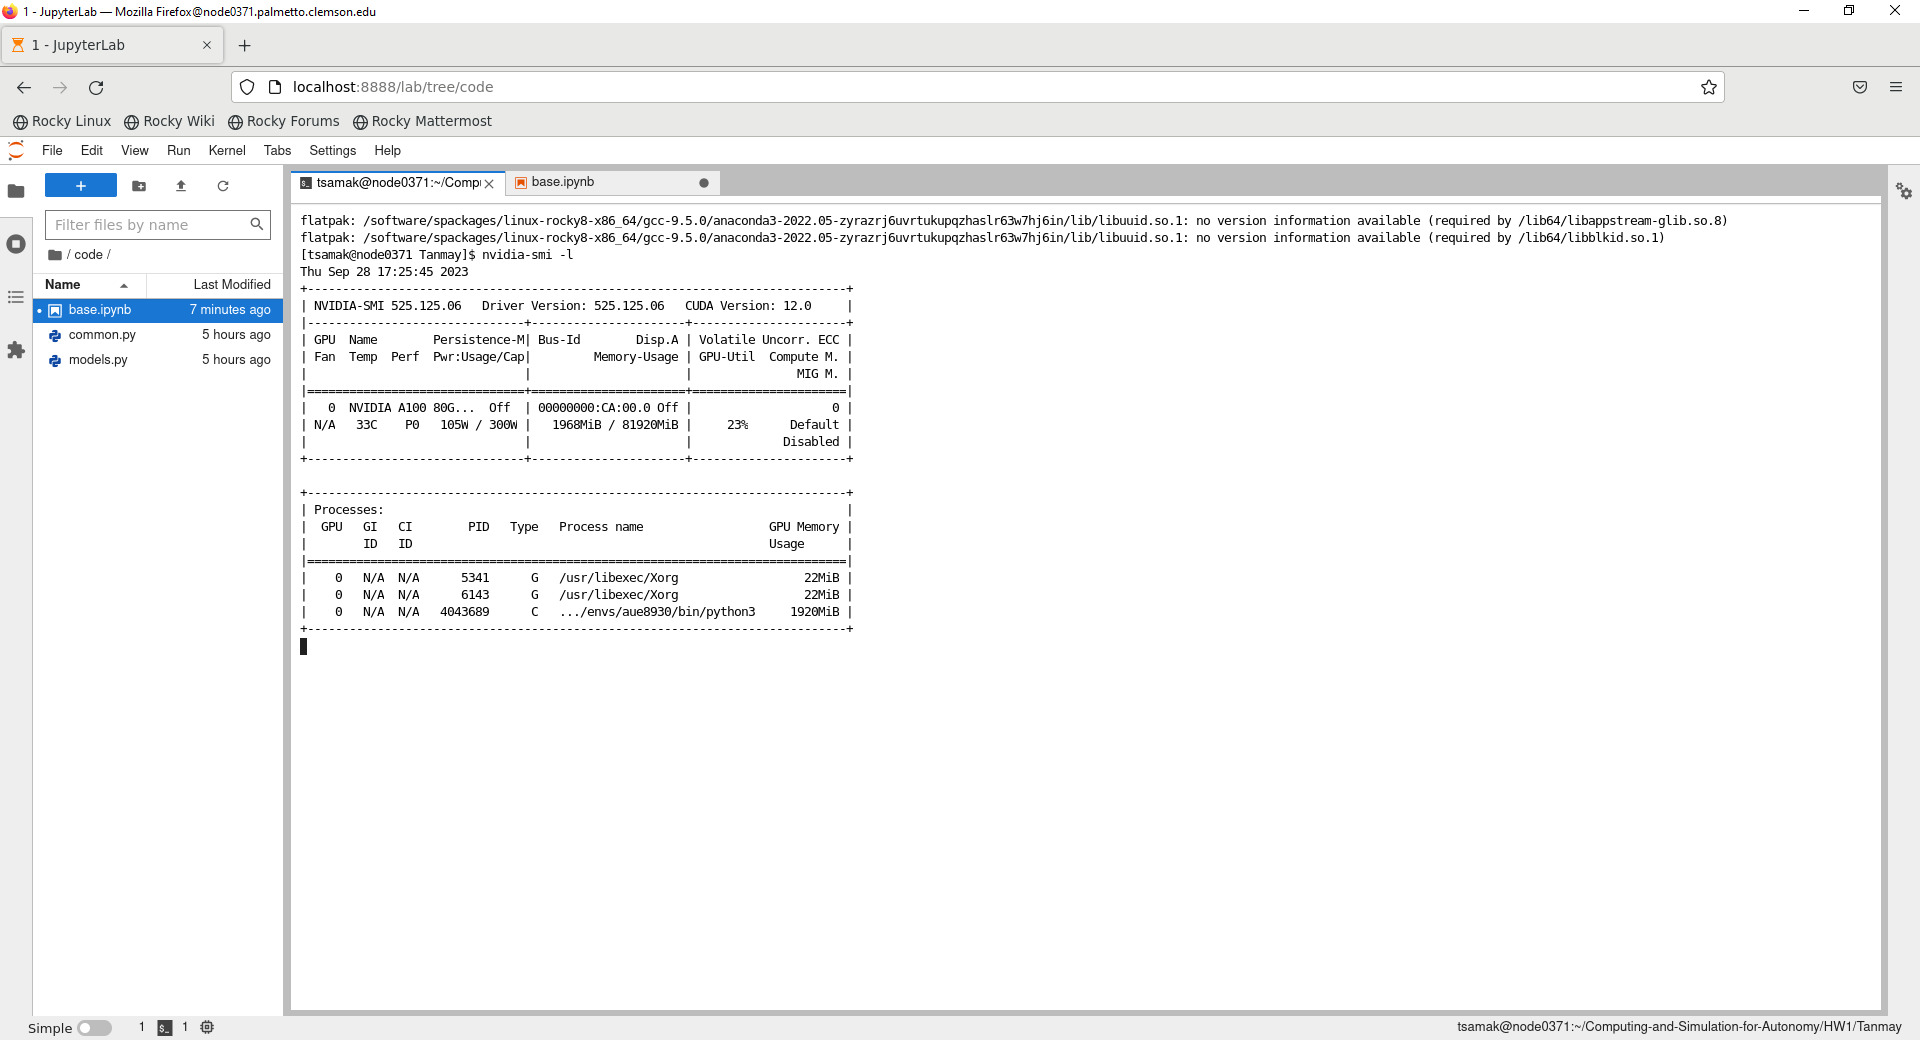 1 - JupyterLab — Mozilla Firefox@node0371.palmetto.clemson.edu
1 - JupyterLab
localhost:8888/lab/tree/code
Rocky Linux Rocky Wiki Rocky Forums Rocky Mattermost
File Edit View Run Kernel Tabs Settings Help
Filter files by name
/ code /
Name Last Modified
base.ipynb 7 minutes ago
common.py 5 hours ago
models.py 5 hours ago
tsamak@node0371:~/Comp base.ipynb
flatpak: /software/spackages/linux-rocky8-x86_64/gcc-9.5.0/anaconda3-2022.05-zyrazrj6uvrtukupqzhaslr63w7hj6in/lib/libuuid.so.1: no version information available (required by /lib64/libappstream-glib.so.8)
flatpak: /software/spackages/linux-rocky8-x86_64/gcc-9.5.0/anaconda3-2022.05-zyrazrj6uvrtukupqzhaslr63w7hj6in/lib/libuuid.so.1: no version information available (required by /lib64/libblkid.so.1)
[tsamak@node0371 Tanmay]$ nvidia-smi -l
Thu Sep 28 17:25:45 2023
+-----------------------------------------------------------------------------+
| NVIDIA-SMI 525.125.06   Driver Version: 525.125.06   CUDA Version: 12.0     |
|-------------------------------+----------------------+----------------------+
| GPU  Name        Persistence-M| Bus-Id        Disp.A | Volatile Uncorr. ECC |
| Fan  Temp  Perf  Pwr:Usage/Cap|         Memory-Usage | GPU-Util  Compute M. |
|                               |                      |               MIG M. |
|===============================+======================+======================|
|   0  NVIDIA A100 80G...  Off  | 00000000:CA:00.0 Off |                    0 |
| N/A   33C    P0   105W / 300W |   1968MiB / 81920MiB |     23%      Default |
|                               |                      |             Disabled |
+-------------------------------+----------------------+----------------------+
+-----------------------------------------------------------------------------+
| Processes:                                                                  |
|  GPU   GI   CI        PID   Type   Process name                  GPU Memory |
|        ID   ID                                                   Usage      |
|=============================================================================|
|    0   N/A  N/A      5341      G   /usr/libexec/Xorg                  22MiB |
|    0   N/A  N/A      6143      G   /usr/libexec/Xorg                  22MiB |
|    0   N/A  N/A   4043689      C   .../envs/aue8930/bin/python3     1920MiB |
+-----------------------------------------------------------------------------+
Simple 1 $_ 1 tsamak@node0371:~/Computing-and-Simulation-for-Autonomy/HW1/Tanmay